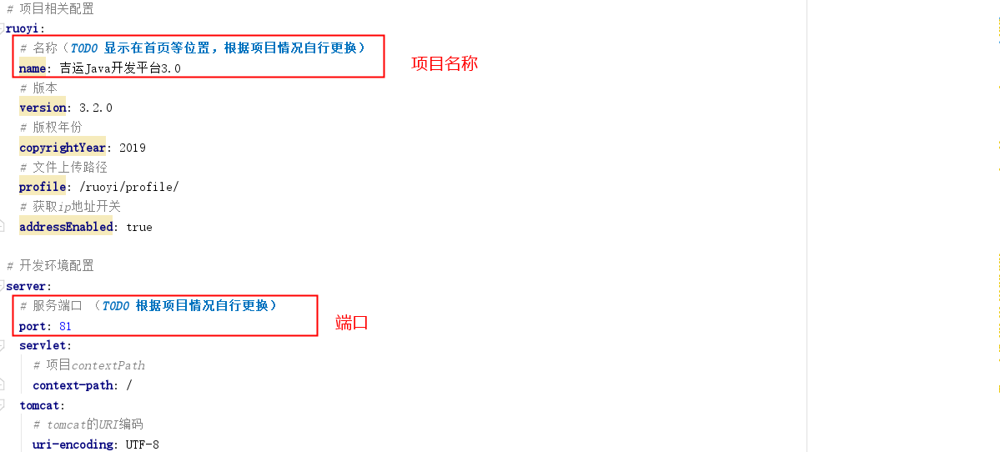 # 项目相关配置
ruoyi:
# 名称（TODO 显示在首页等位置，根据项目情况自行更换）
name: 吉运Java开发平台3.0
项目名称
# 版本
version: 3.2.0
# 版权年份
copyrightYear: 2019
# 文件上传路径
profile: /ruoyi/profile/
# 获取ip地址开关
addressEnabled: true
# 开发环境配置
server:
# 服务端口 （TODO 根据项目情况自行更换）
port: 81
端口
servlet:
# 项目contextPath
context-path: /
tomcat:
# tomcat的URI编码
uri-encoding: UTF-8